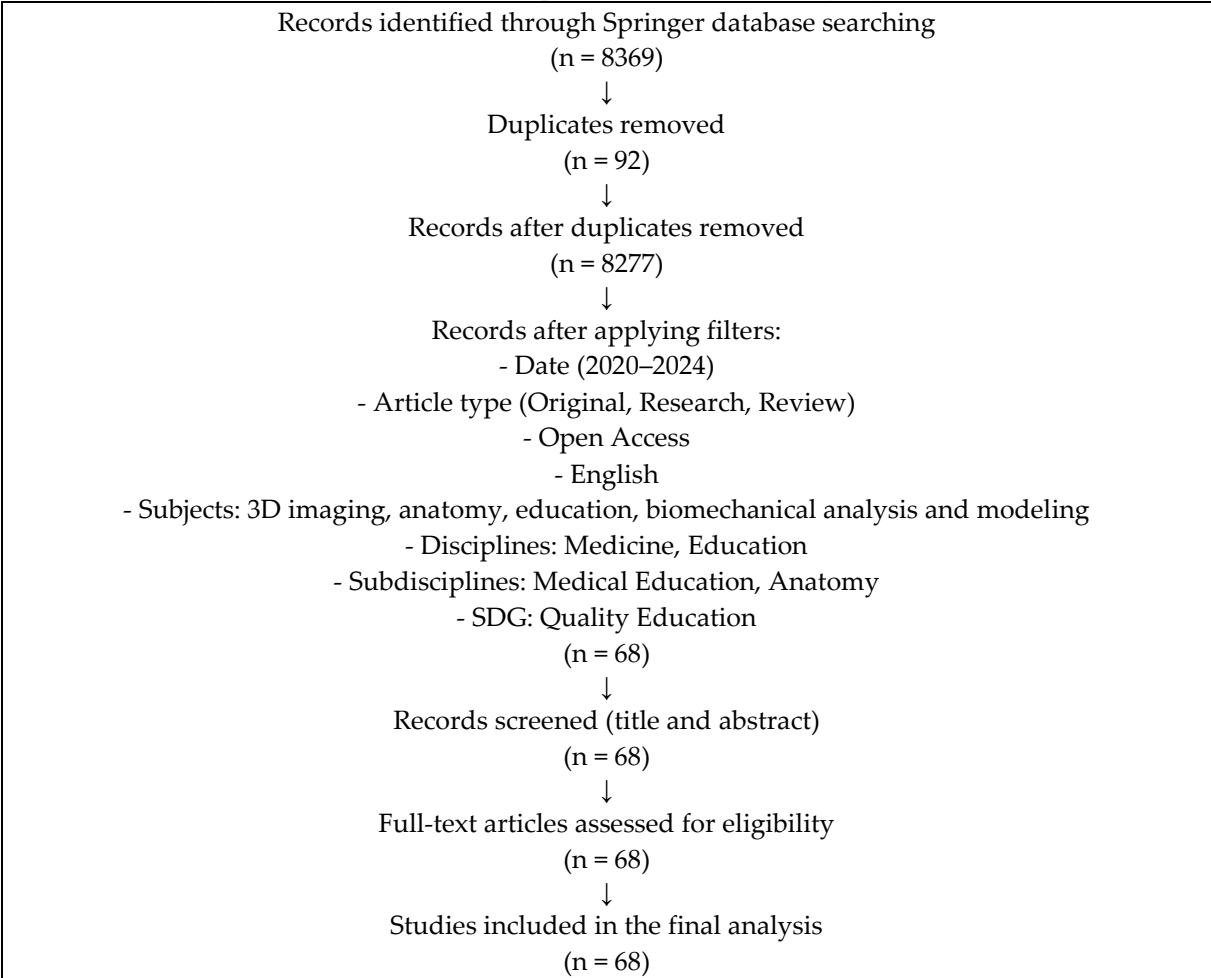 Records identified through Springer database searching
(n = 8369)
↓
Duplicates removed
(n = 92)
↓
Records after duplicates removed
(n = 8277)
↓
Records after applying filters:
- Date (2020–2024)
- Article type (Original, Research, Review)
- Open Access
- English
- Subjects: 3D imaging, anatomy, education, biomechanical analysis and modeling
- Disciplines: Medicine, Education
- Subdisciplines: Medical Education, Anatomy
- SDG: Quality Education
(n = 68)
↓
Records screened (title and abstract)
(n = 68)
↓
Full-text articles assessed for eligibility
(n = 68)
↓
Studies included in the final analysis
(n = 68)